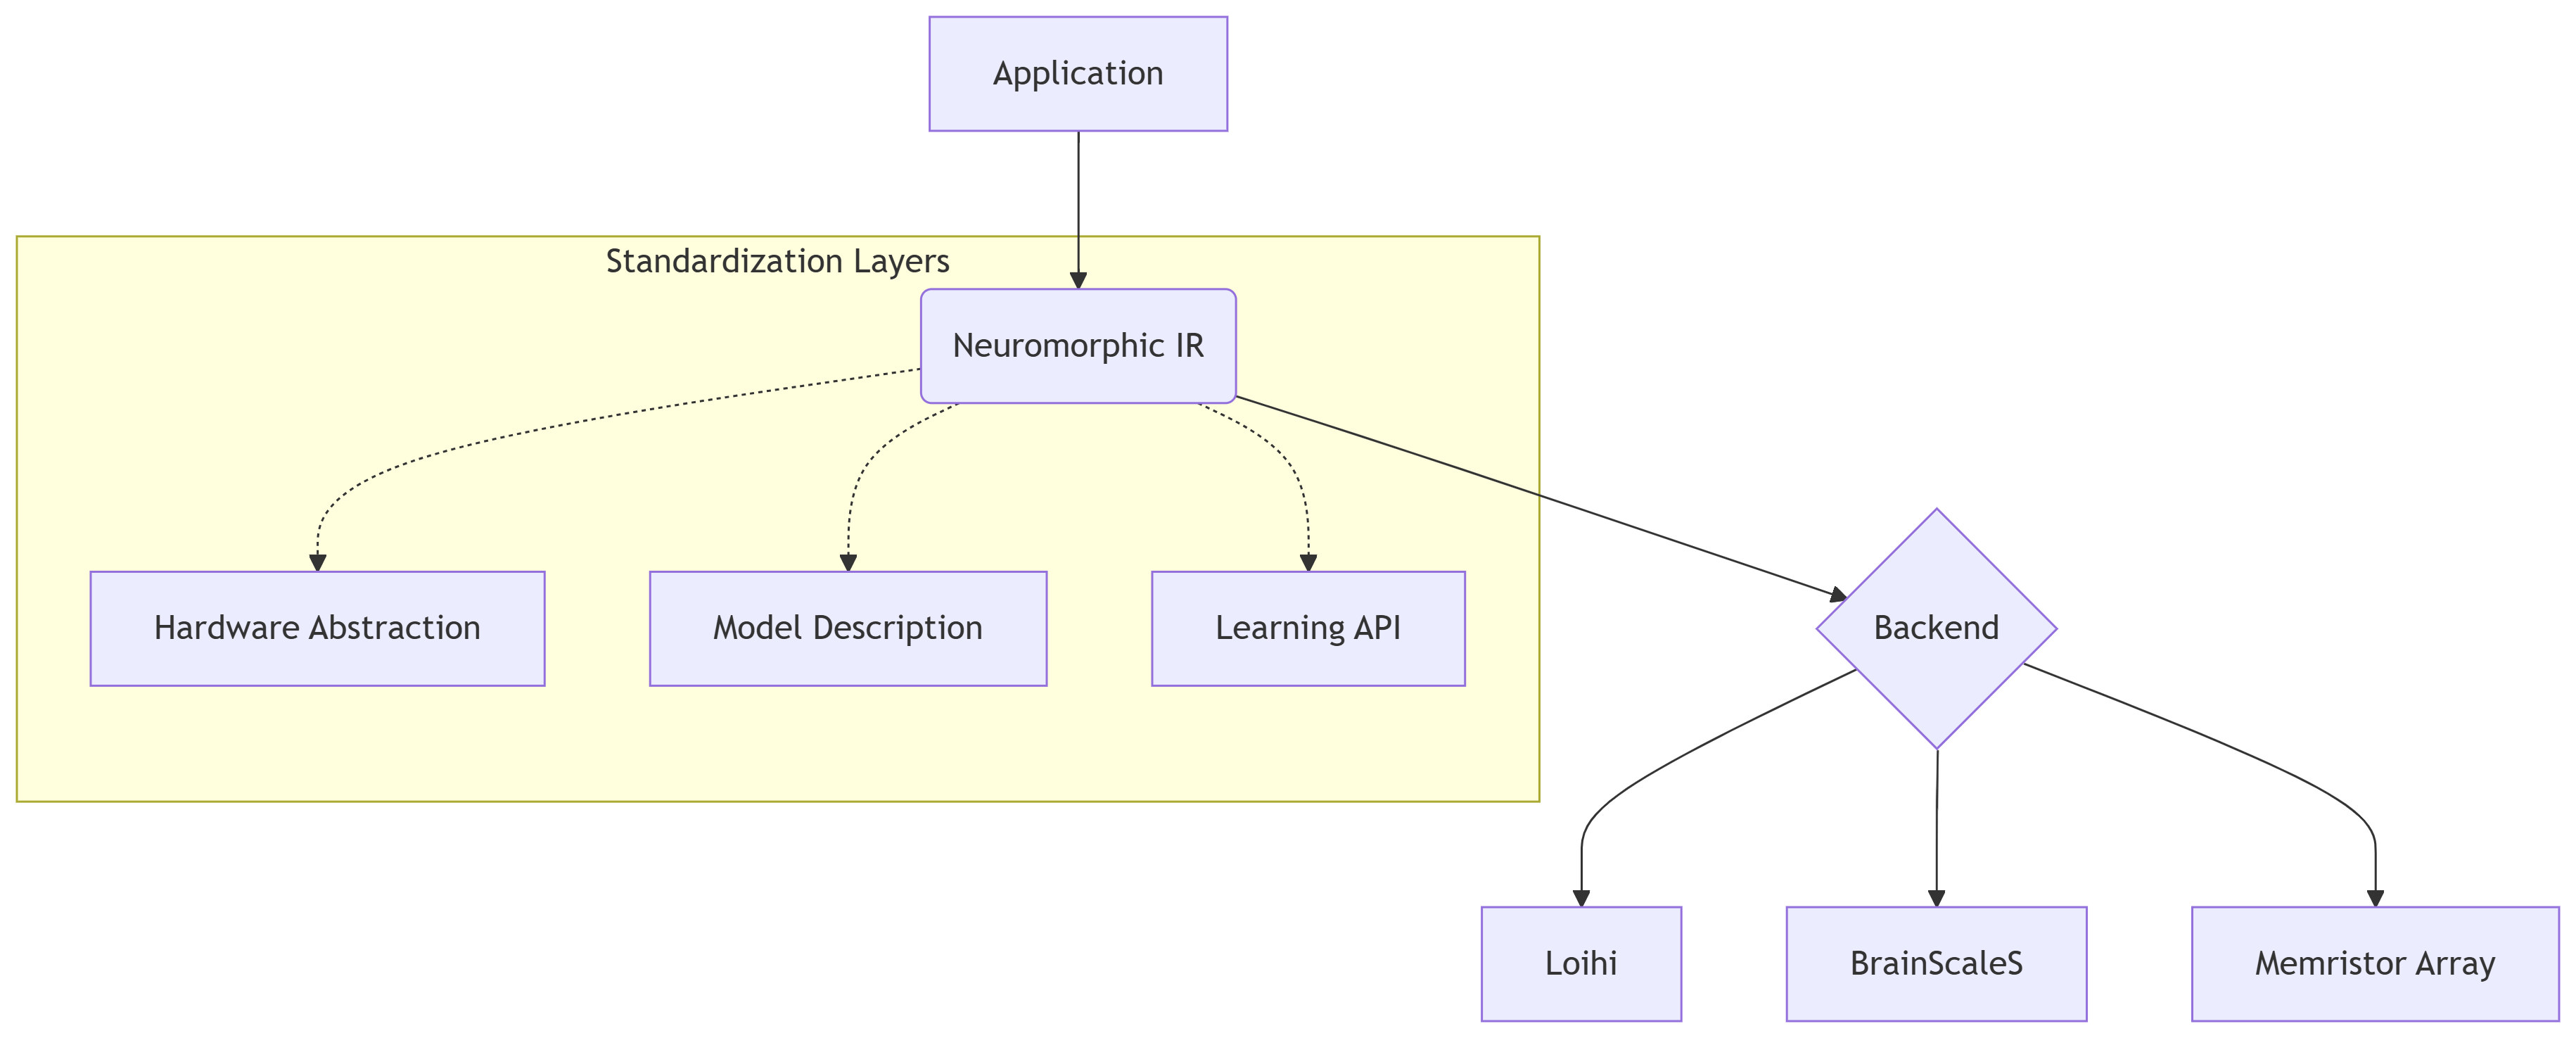 Application
Standardization Layers
Neuromorphic IR
Hardware Abstraction
Model Description
Learning API
Backend
Loihi
BrainScaleS
Memristor Array